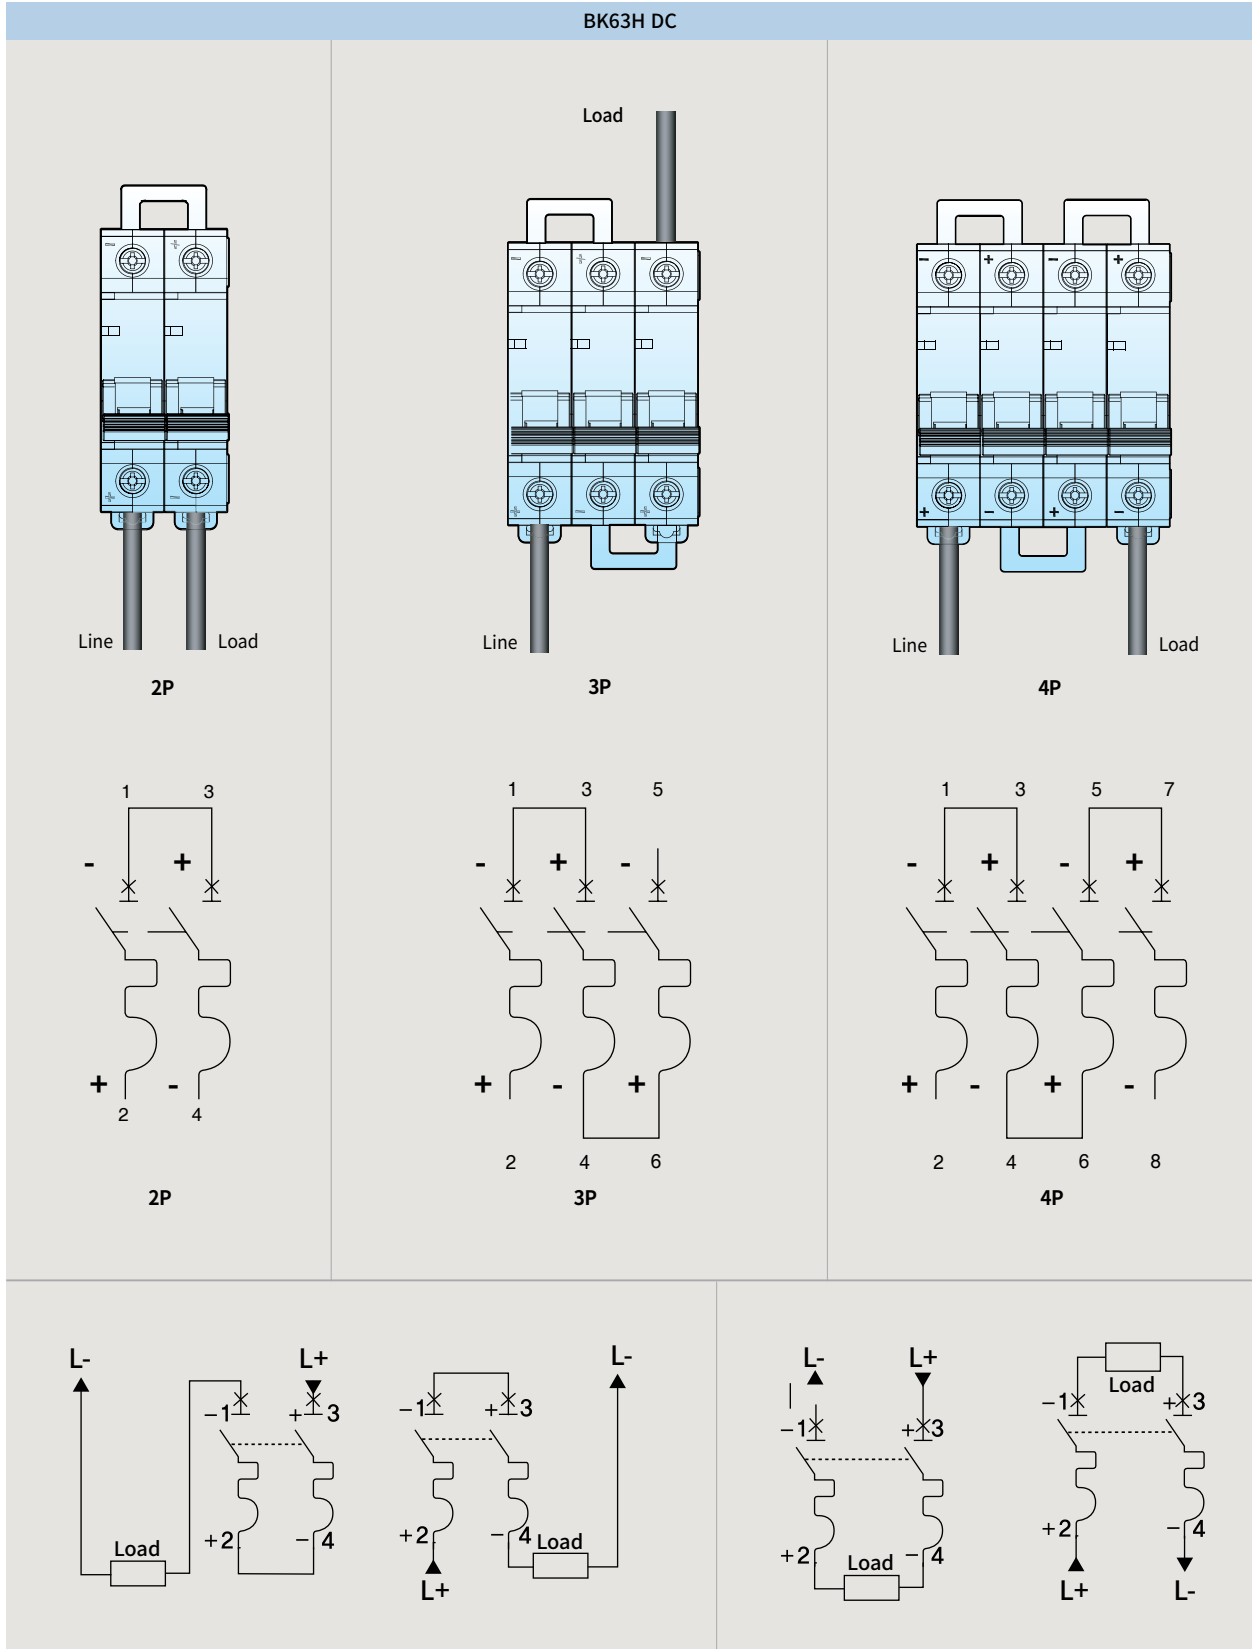 BK63H DC
Load
- +
- + -
- + - +
+ -
+ - +
+ - + -
Line Load
Line
Line Load
2P
3P
4P
1 3
- +
+ -
2 4
2P
1 3 5
- + -
+ - +
2 4 6
3P
1 3 5 7
- + - +
+ - + -
2 4 6 8
4P
L- L+
-1 + 3
+2 - 4
Load
L-
-1 + 3
+2 - 4
Load
L+
L- L+
-1 +3
+2 - 4
Load
Load
-1 +3
+2 - 4
L+ L-